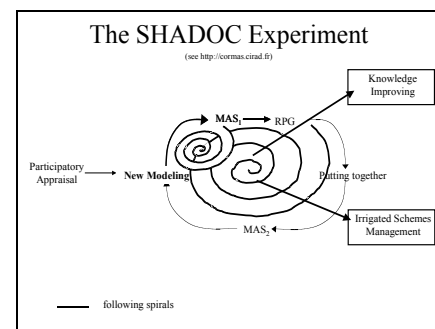 The SHADOC Experiment
(see http://cormas.cirad.fr)
Knowledge
Improving
MAS1
RPG
Participatory
Appraisal
New Modeling
Putting together
MAS2
Irrigated Schemes
Management
following spirals